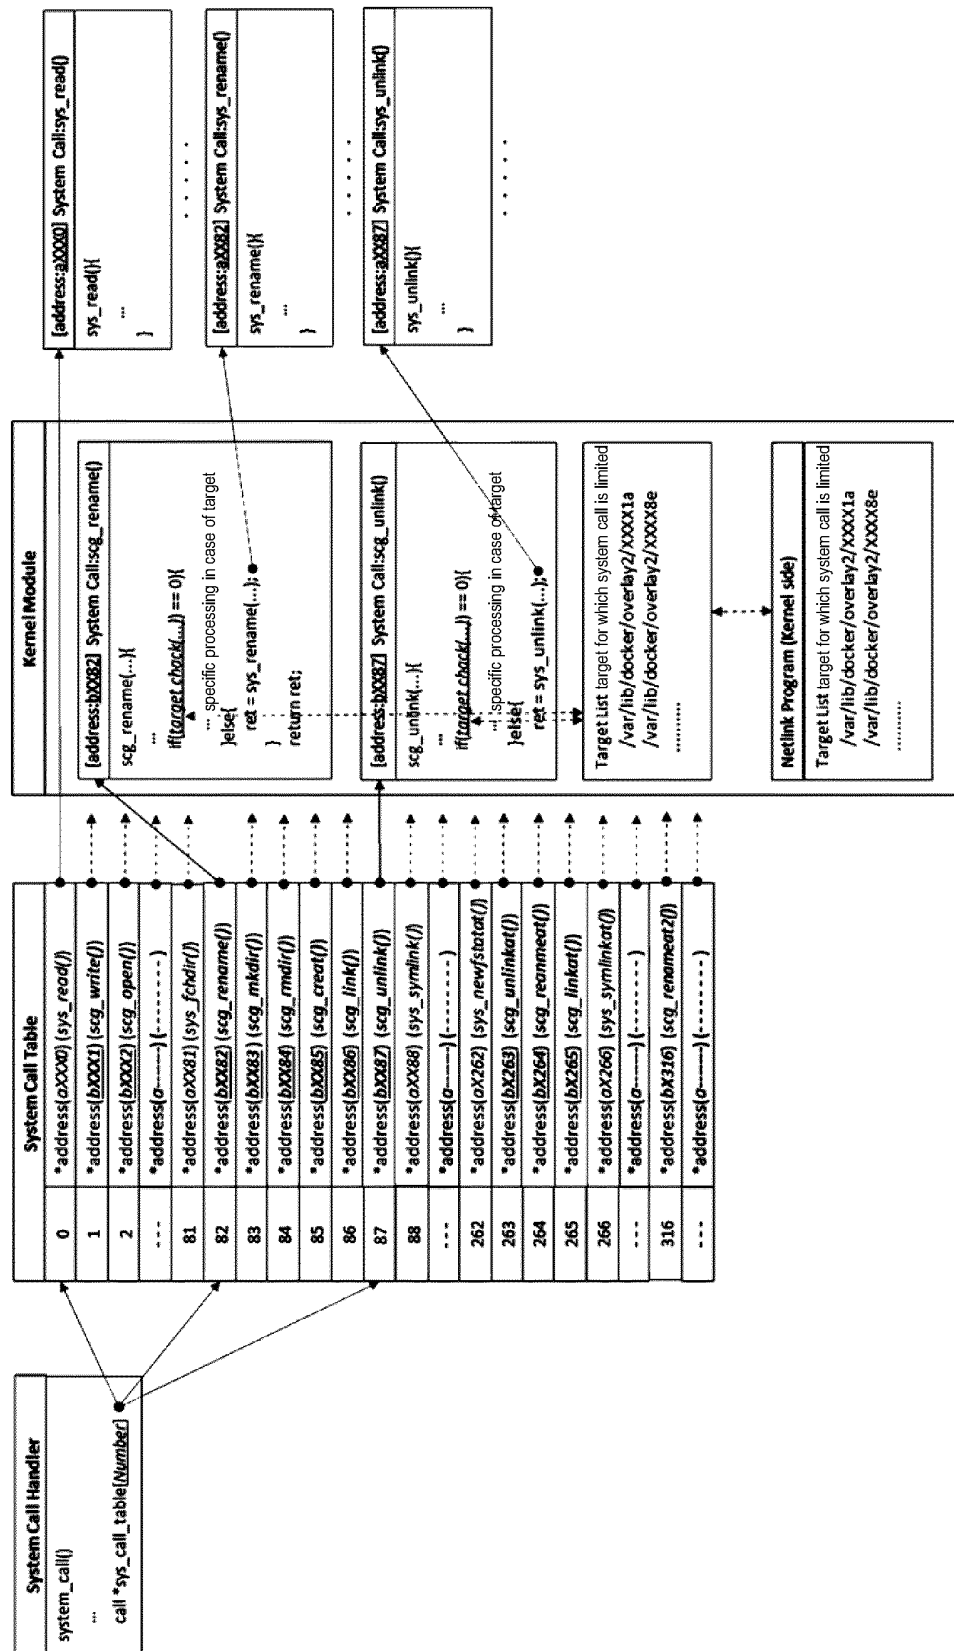 System Call Handler
system_call()
...
call *sys_call_table[Number]
System Call Table
0 *address(aXXX0) (sys_read())
1 *address(bXXX1) (scg_write())
2 *address(bXXX2) (scg_open())
--- *address(a------) (-------)
81 *address(aXX81) (sys_fchdir())
82 *address(bXX82) (scg_rename())
83 *address(bXX83) (scg_mkdir())
84 *address(bXX84) (scg_rmdir())
85 *address(bXX85) (scg_creat())
86 *address(bXX86) (scg_link())
87 *address(bXX87) (scg_unlink())
88 *address(aXX88) (sys_symlink()
--- *address(a------) (-------)
262 *address(aX262) (sys_newfstatat())
263 *address(bX263) (scg_unlinkat())
264 *address(bX264) (scg_reanmeat())
265 *address(bX265) (scg_linkat())
266 *address(aX266) (sys_symlinkat())
--- *address(a------) (-------)
316 *address(bX316) (scg_renameat2())
--- *address(a------) (-------)
Kernel Module
[address:bXX82] System Call:scg_rename()
scg_rename(...){
...
if(target chack(...)) == 0){
... specific processing in case of target
}else{
ret = sys_rename(...);
}
return ret;
[address:bXX87] System Call:scg_unlink()
scg_unlink(...){
...
if(target chack(...)) == 0){
... specific processing in case of target
}else{
ret = sys_unlink(...);
Target List target for which system call is limited
/var/lib/docker/overlay2/XXXX1a
/var/lib/docker/overlay2/XXXX8e
..........
Netlink Program (Kernel side)
Target List target for which system call is limited
/var/lib/docker/overlay2/XXXX1a
/var/lib/docker/overlay2/XXXX8e
..........
[address:aXXX0] System Call:sys_read()
sys_read(){
...
}
. . . . .
[address:aXX82] System Call:sys_rename()
sys_rename(){
...
}
. . . . .
[address:aXX87] System Call:sys_unlink()
sys_unlink(){
...
}
. . . . .